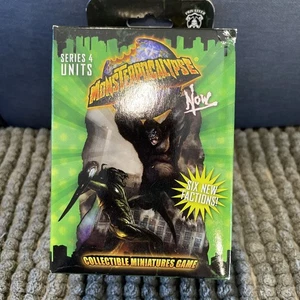 SERIES 4
UNITS
MONSTERPOCALYPSE
Now
SIX NEW
FACTIONS!
COLLECTIBLE MINIATURES GAME